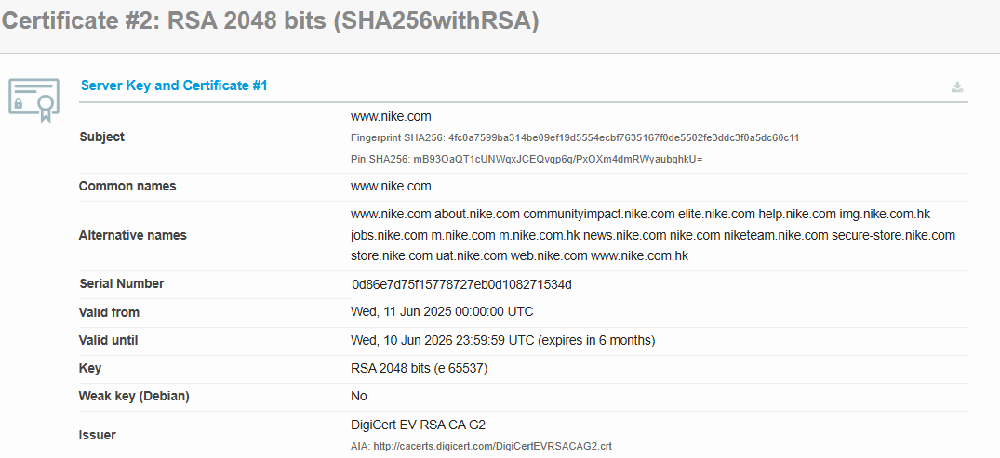 Certificate #2: RSA 2048 bits (SHA256withRSA)
Server Key and Certificate #1
Subject
www.nike.com
Fingerprint SHA256: 4fc0a7599ba314be09ef19d5554ecbf7635167f0de5502fe3ddc3f0a5dc60c11
Pin SHA256: mB93OaQT1cUNWqxJCEQvqp6q/PxOXm4dmRWyaubqhkU=
Common names
www.nike.com
Alternative names
www.nike.com about.nike.com communityimpact.nike.com elite.nike.com help.nike.com img.nike.com.hk
jobs.nike.com m.nike.com m.nike.com.hk news.nike.com nike.com niketeam.nike.com secure-store.nike.com
store.nike.com uat.nike.com web.nike.com www.nike.com.hk
Serial Number
0d86e7d75f15778727eb0d108271534d
Valid from
Wed, 11 Jun 2025 00:00:00 UTC
Valid until
Wed, 10 Jun 2026 23:59:59 UTC (expires in 6 months)
Key
RSA 2048 bits (e 65537)
Weak key (Debian)
No
Issuer
DigiCert EV RSA CA G2
AIA: http://cacerts.digicert.com/DigiCertEVRSACAG2.crt